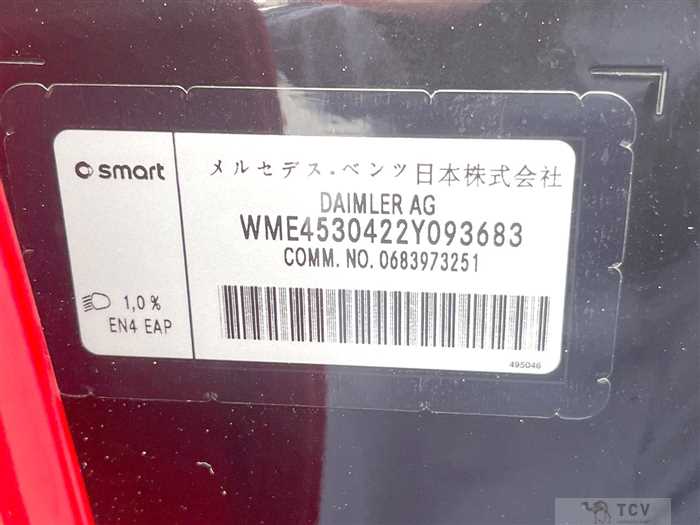 smart
メルセデス・ベンツ日本株式会社
DAIMLER AG
WME4530422Y093683
COMM. NO. 0683973251
1,0 %
EN4 EAP
495046
TCV